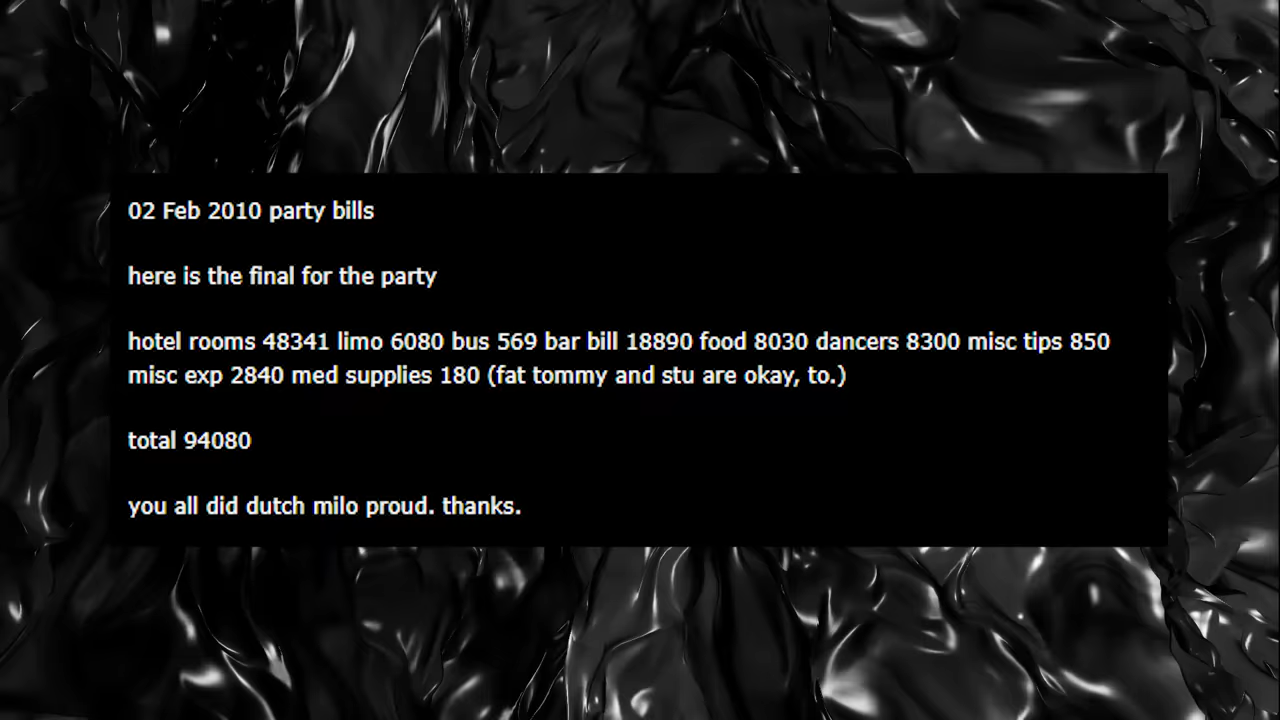 02 Feb 2010 party bills
here is the final for the party
hotel rooms 48341 limo 6080 bus 569 bar bill 18890 food 8030 dancers 8300 misc tips 850
misc exp 2840 med supplies 180 (fat tommy and stu are okay, to.)
total 94080
you all did dutch milo proud. thanks.